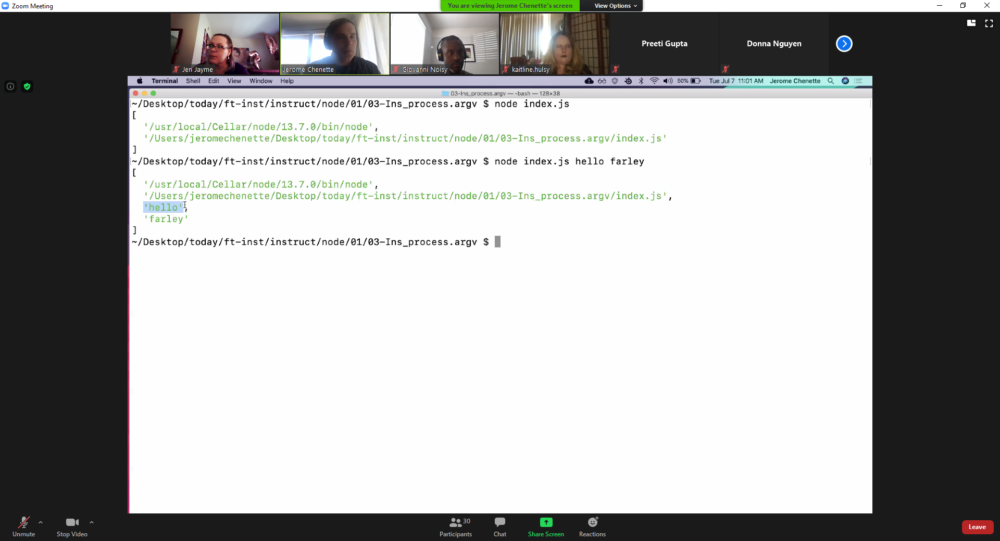 Zoom Meeting
You are viewing Jerome Chenette's screen
View Options
Jen Jayme
Jerome Chenette
Giovanni Noisy
kaitline.hulsy
Preeti Gupta
Donna Nguyen
Terminal Shell Edit View Window Help
50% Tue Jul 7 11:01 AM Jerome Chenette
03-Ins_process.argv — -bash — 128×38
~/Desktop/today/ft-inst/instruct/node/01/03-Ins_process.argv $ node index.js
[
'/usr/local/Cellar/node/13.7.0/bin/node',
'/Users/jeromechenette/Desktop/today/ft-inst/instruct/node/01/03-Ins_process.argv/index.js'
]
~/Desktop/today/ft-inst/instruct/node/01/03-Ins_process.argv $ node index.js hello farley
[
'/usr/local/Cellar/node/13.7.0/bin/node',
'/Users/jeromechenette/Desktop/today/ft-inst/instruct/node/01/03-Ins_process.argv/index.js',
'hello',
'farley'
]
~/Desktop/today/ft-inst/instruct/node/01/03-Ins_process.argv $
Unmute
Stop Video
30
Participants
Chat
Share Screen
Reactions
Leave